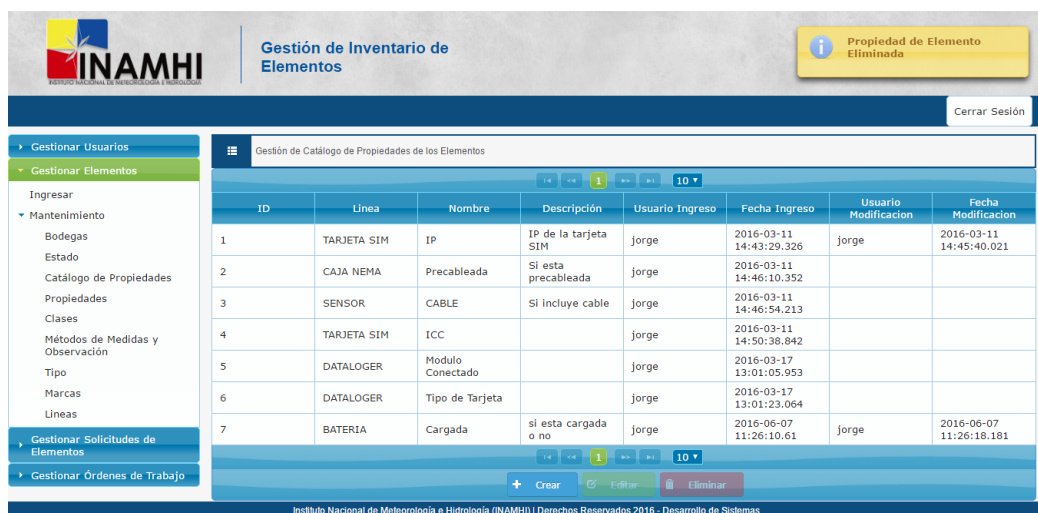 INAMHI
INSTITUTO NACIONAL DE METEOROLOGÍA E HIDROLOGÍA
Gestión de Inventario de
Elementos
Propiedad de Elemento
Eliminada
Cerrar Sesión
Gestionar Usuarios
Gestionar Elementos
Ingresar
Mantenimiento
Bodegas
Estado
Catálogo de Propiedades
Propiedades
Clases
Métodos de Medidas y
Observación
Tipo
Marcas
Lineas
Gestionar Solicitudes de
Elementos
Gestionar Órdenes de Trabajo
Gestión de Catálogo de Propiedades de los Elementos
1 10
ID Linea Nombre Descripción Usuario Ingreso Fecha Ingreso Usuario Modificacion Fecha Modificacion
1 TARJETA SIM IP IP de la tarjeta SIM jorge 2016-03-11 14:43:29.326 jorge 2016-03-11 14:45:40.021
2 CAJA NEMA Precableada Si esta precableada jorge 2016-03-11 14:46:10.352
3 SENSOR CABLE Si incluye cable jorge 2016-03-11 14:46:54.213
4 TARJETA SIM ICC jorge 2016-03-11 14:50:38.842
5 DATALOGER Modulo Conectado jorge 2016-03-17 13:01:05.953
6 DATALOGER Tipo de Tarjeta jorge 2016-03-17 13:01:23.064
7 BATERIA Cargada si esta cargada o no jorge 2016-06-07 11:26:10.61 jorge 2016-06-07 11:26:18.181
1 10
Crear Editar Eliminar
Instituto Nacional de Meteorología e Hidrología (INAMHI) | Derechos Reservados 2016 - Desarrollo de Sistemas